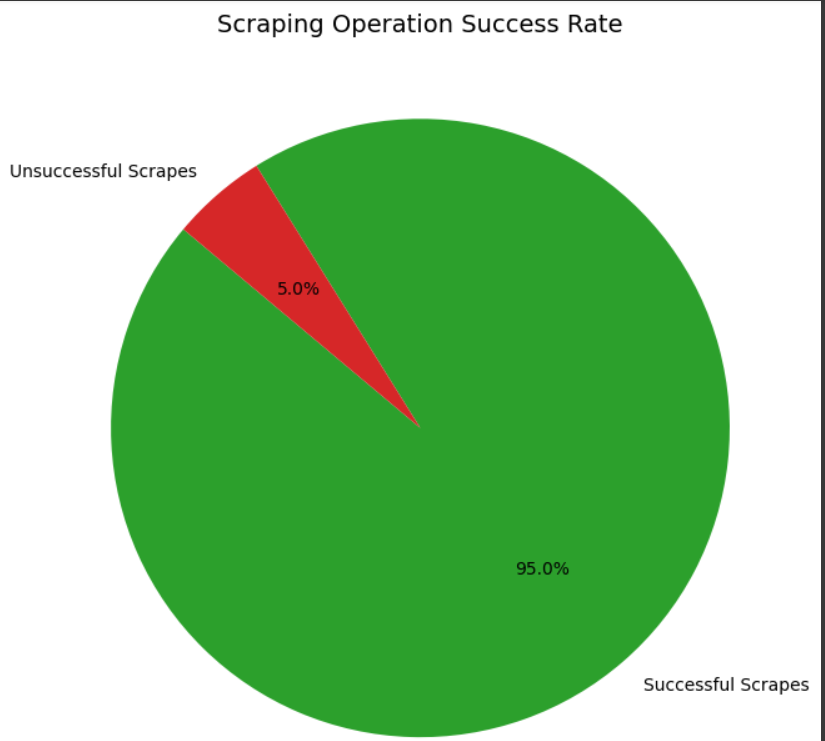 Scraping Operation Success Rate
Unsuccessful Scrapes
5.0%
95.0%
Successful Scrapes